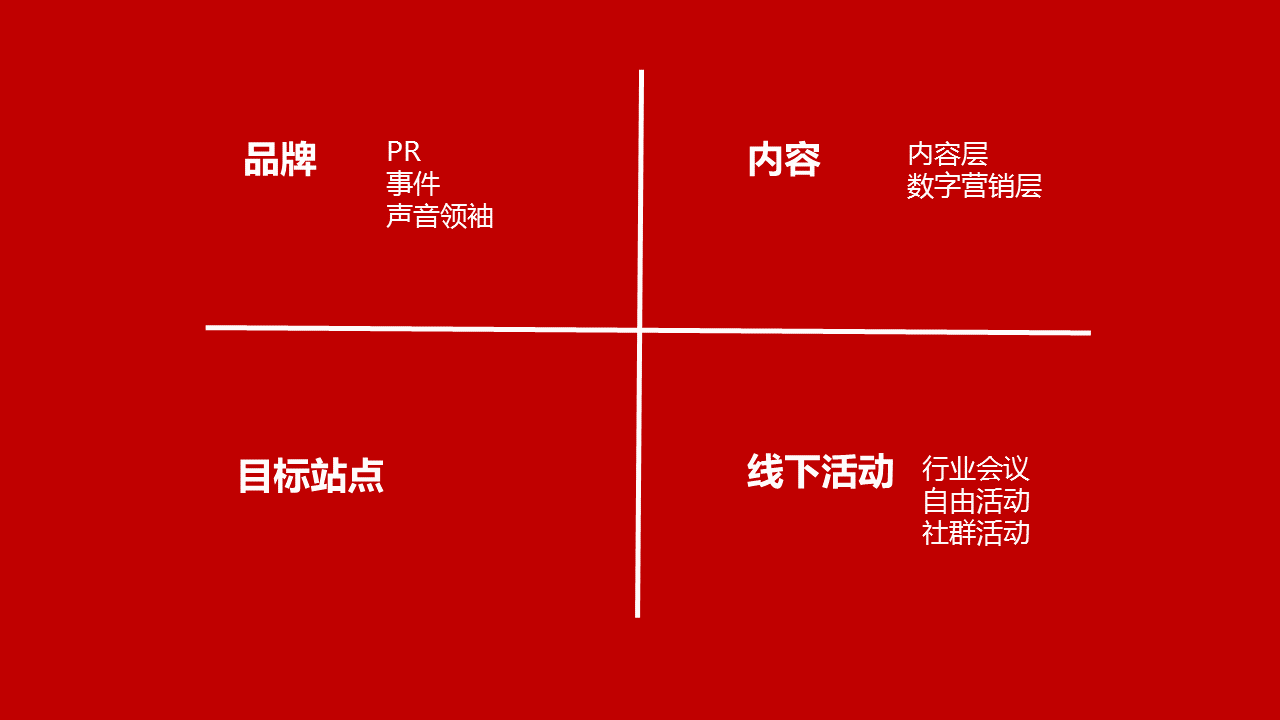 品牌
PR
事件
声音领袖
内容
内容层
数字营销层
目标站点
线下活动
行业会议
自由活动
社群活动